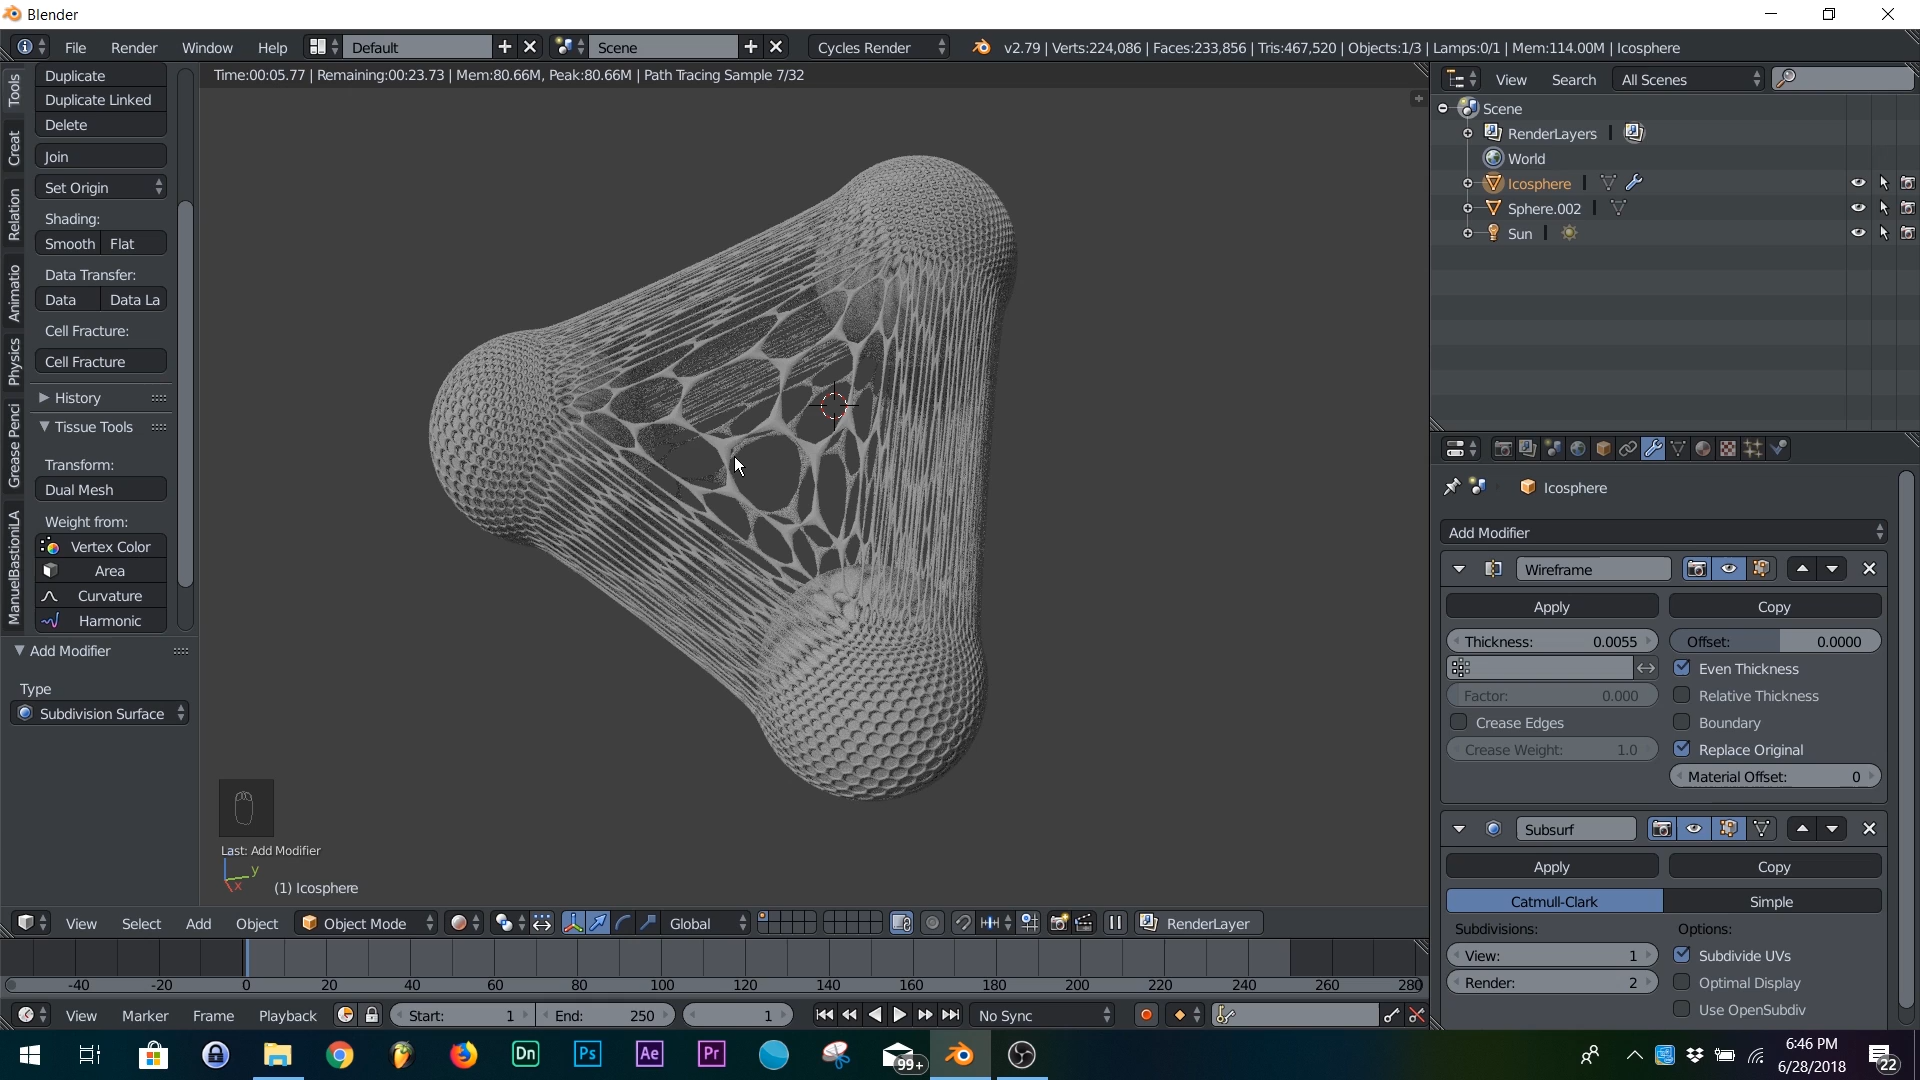 Blender
File Render Window Help Default Scene Cycles Render v2.79 | Verts:224,086 | Faces:233,856 | Tris:467,520 | Objects:1/3 | Lamps:0/1 | Mem:114.00M | Icosphere
Time:00:05.77 | Remaining:00:23.73 | Mem:80.66M, Peak:80.66M | Path Tracing Sample 7/32
Tools
Creat
Relation
Animatio
Physics
Grease Penci
ManuelBastioniLA
Duplicate
Duplicate Linked
Delete
Join
Set Origin
Shading:
Smooth Flat
Data Transfer:
Data Data La
Cell Fracture:
Cell Fracture
History
Tissue Tools
Transform:
Dual Mesh
Weight from:
Vertex Color
Area
Curvature
Harmonic
Add Modifier
Type
Subdivision Surface
Last: Add Modifier
y
x
(1) Icosphere
View Search All Scenes
Scene
RenderLayers
World
Icosphere
Sphere.002
Sun
Icosphere
Add Modifier
Wireframe
Apply Copy
Thickness: 0.0055 Offset: 0.0000
Even Thickness
Factor: 0.000 Relative Thickness
Crease Edges Boundary
Crease Weight: 1.0 Replace Original
Material Offset: 0
Subsurf
Apply Copy
Catmull-Clark Simple
Subdivisions: Options:
View: 1 Subdivide UVs
Render: 2 Optimal Display
Use OpenSubdiv
View Select Add Object Object Mode Global RenderLayer
-40 -20 0 20 40 60 80 100 120 140 160 180 200 220 240 260 280
View Marker Frame Playback Start: 1 End: 250 1 No Sync
Dn Ps Ae Pr 99+
6:46 PM
6/28/2018
22